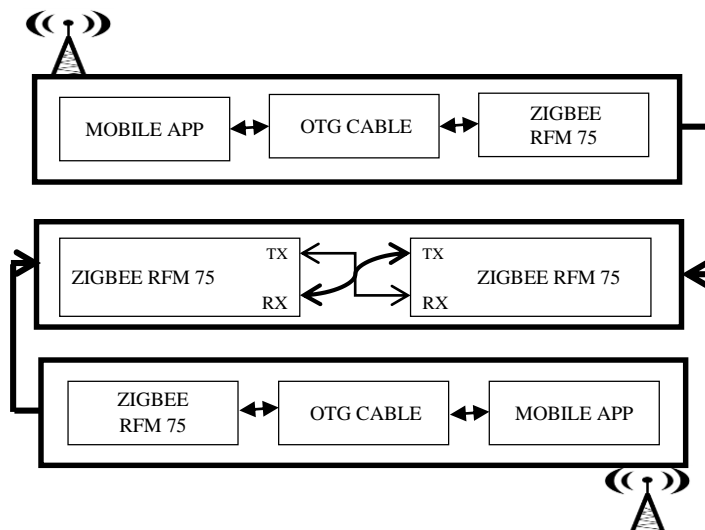 MOBILE APP
OTG CABLE
ZIGBEE
RFM 75
ZIGBEE RFM 75
TX
RX
TX
RX
ZIGBEE RFM 75
ZIGBEE
RFM 75
OTG CABLE
MOBILE APP